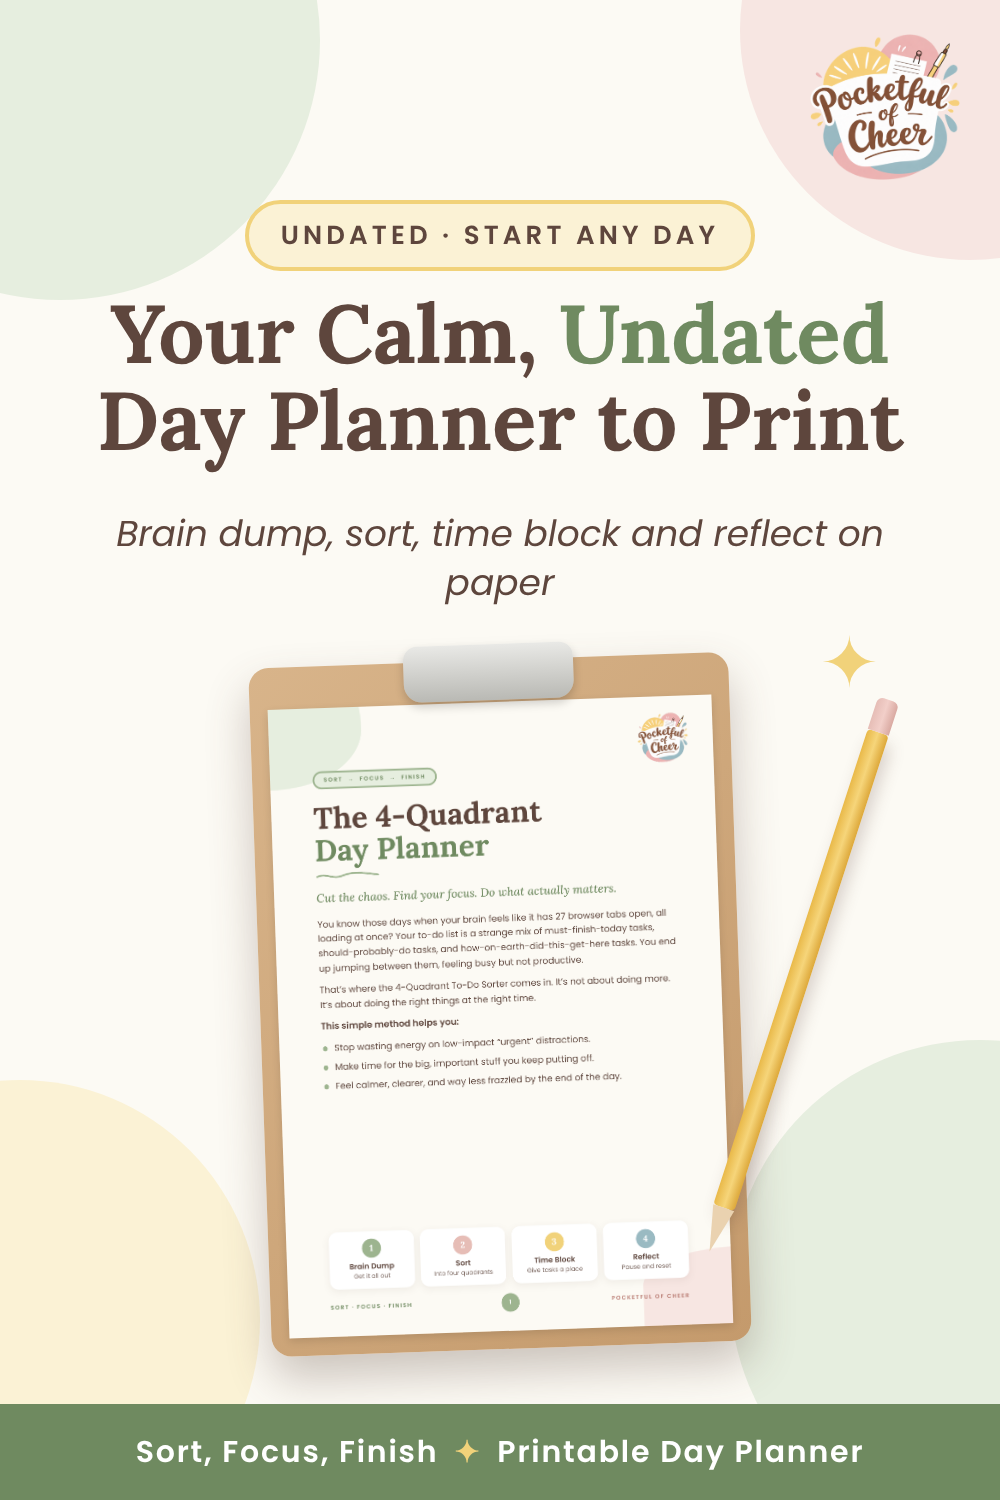 Pocketful
of
Cheer
UNDATED · START ANY DAY
Your Calm, Undated
Day Planner to Print
Brain dump, sort, time block and reflect on
paper
Pocketful
of
Cheer
SORT → FOCUS → FINISH
The 4-Quadrant
Day Planner
Cut the chaos. Find your focus. Do what actually matters.
You know those days when your brain feels like it has 27 browser tabs open, all
loading at once? Your to-do list is a strange mix of must-finish-today tasks,
should-probably-do tasks, and how-on-earth-did-this-get-here tasks. You end
up jumping between them, feeling busy but not productive.
That's where the 4-Quadrant To-Do Sorter comes in. It's not about doing more.
It's about doing the right things at the right time.
This simple method helps you:
Stop wasting energy on low-impact “urgent” distractions.
Make time for the big, important stuff you keep putting off.
Feel calmer, clearer, and way less frazzled by the end of the day.
1 2 3 4
Brain Dump Sort Time Block Reflect
Get it all out Into four quadrants Give tasks a place Pause and reset
SORT · FOCUS · FINISH 1 POCKETFUL OF CHEER
Sort, Focus, Finish ✦ Printable Day Planner